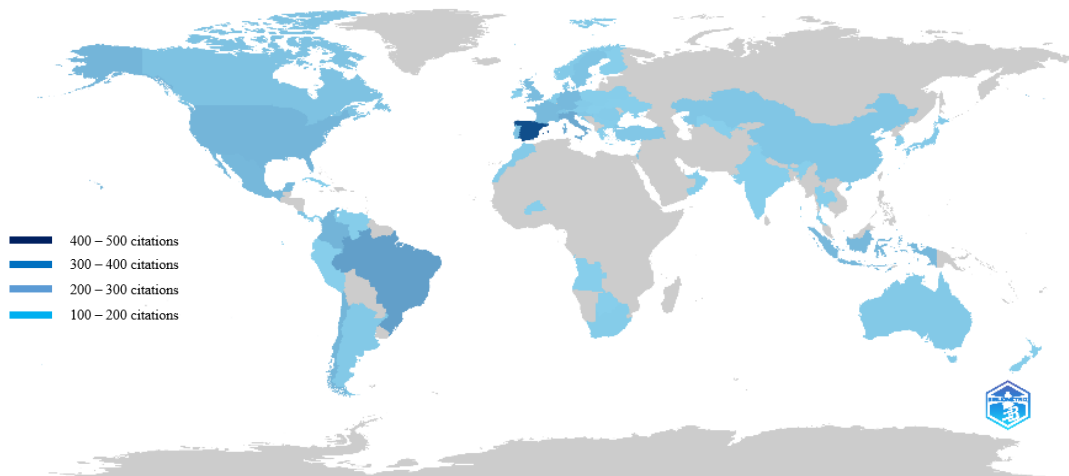 400 – 500 citations
300 – 400 citations
200 – 300 citations
100 – 200 citations